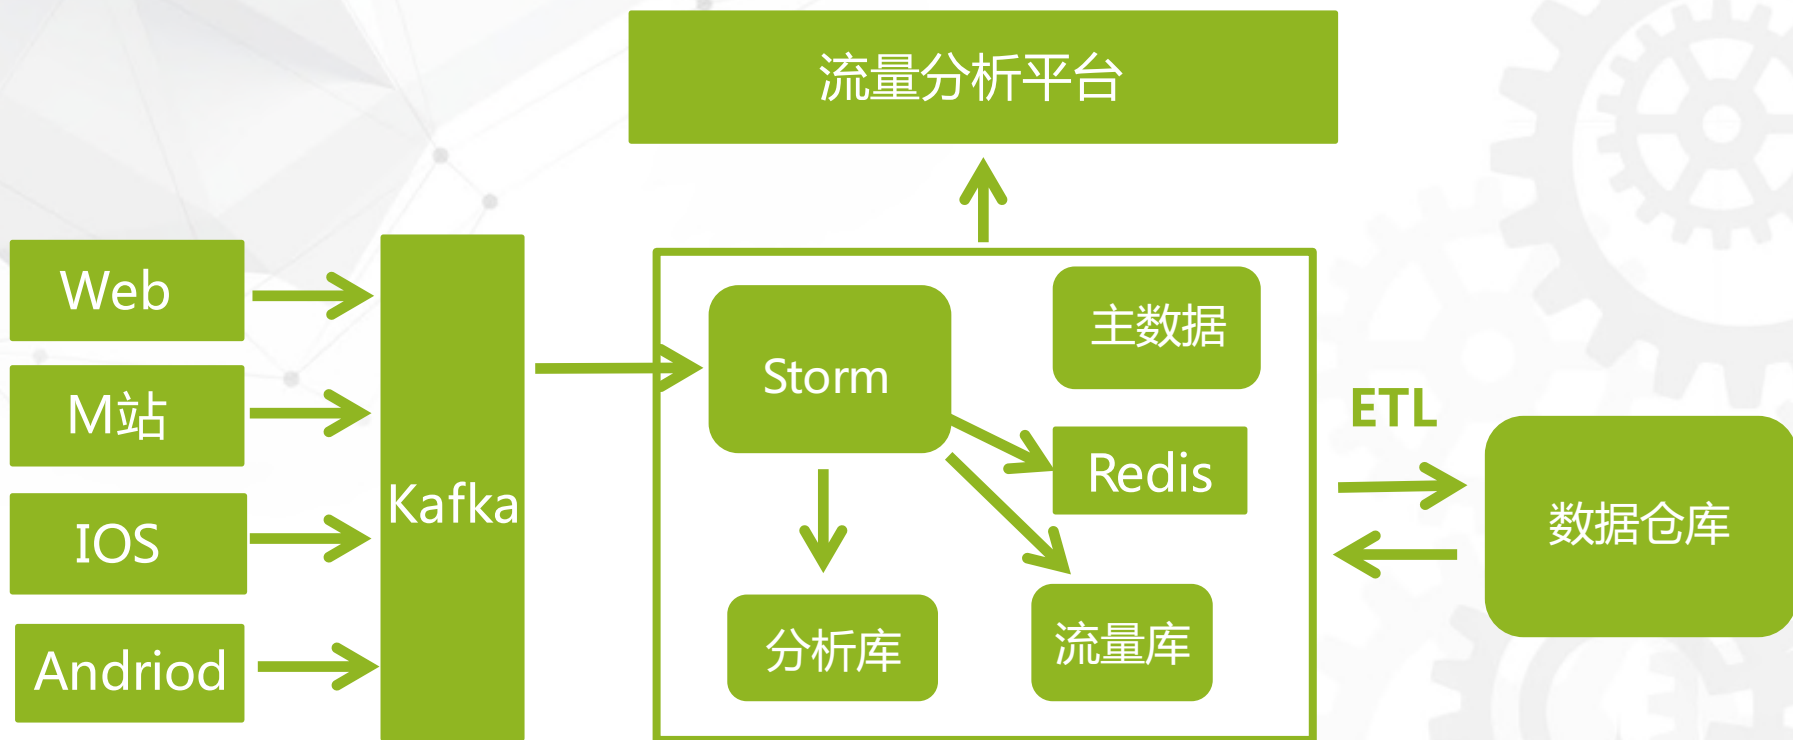 流量分析平台
Web
M站
IOS
Andriod
Kafka
Storm
主数据
Redis
分析库
流量库
ETL
数据仓库